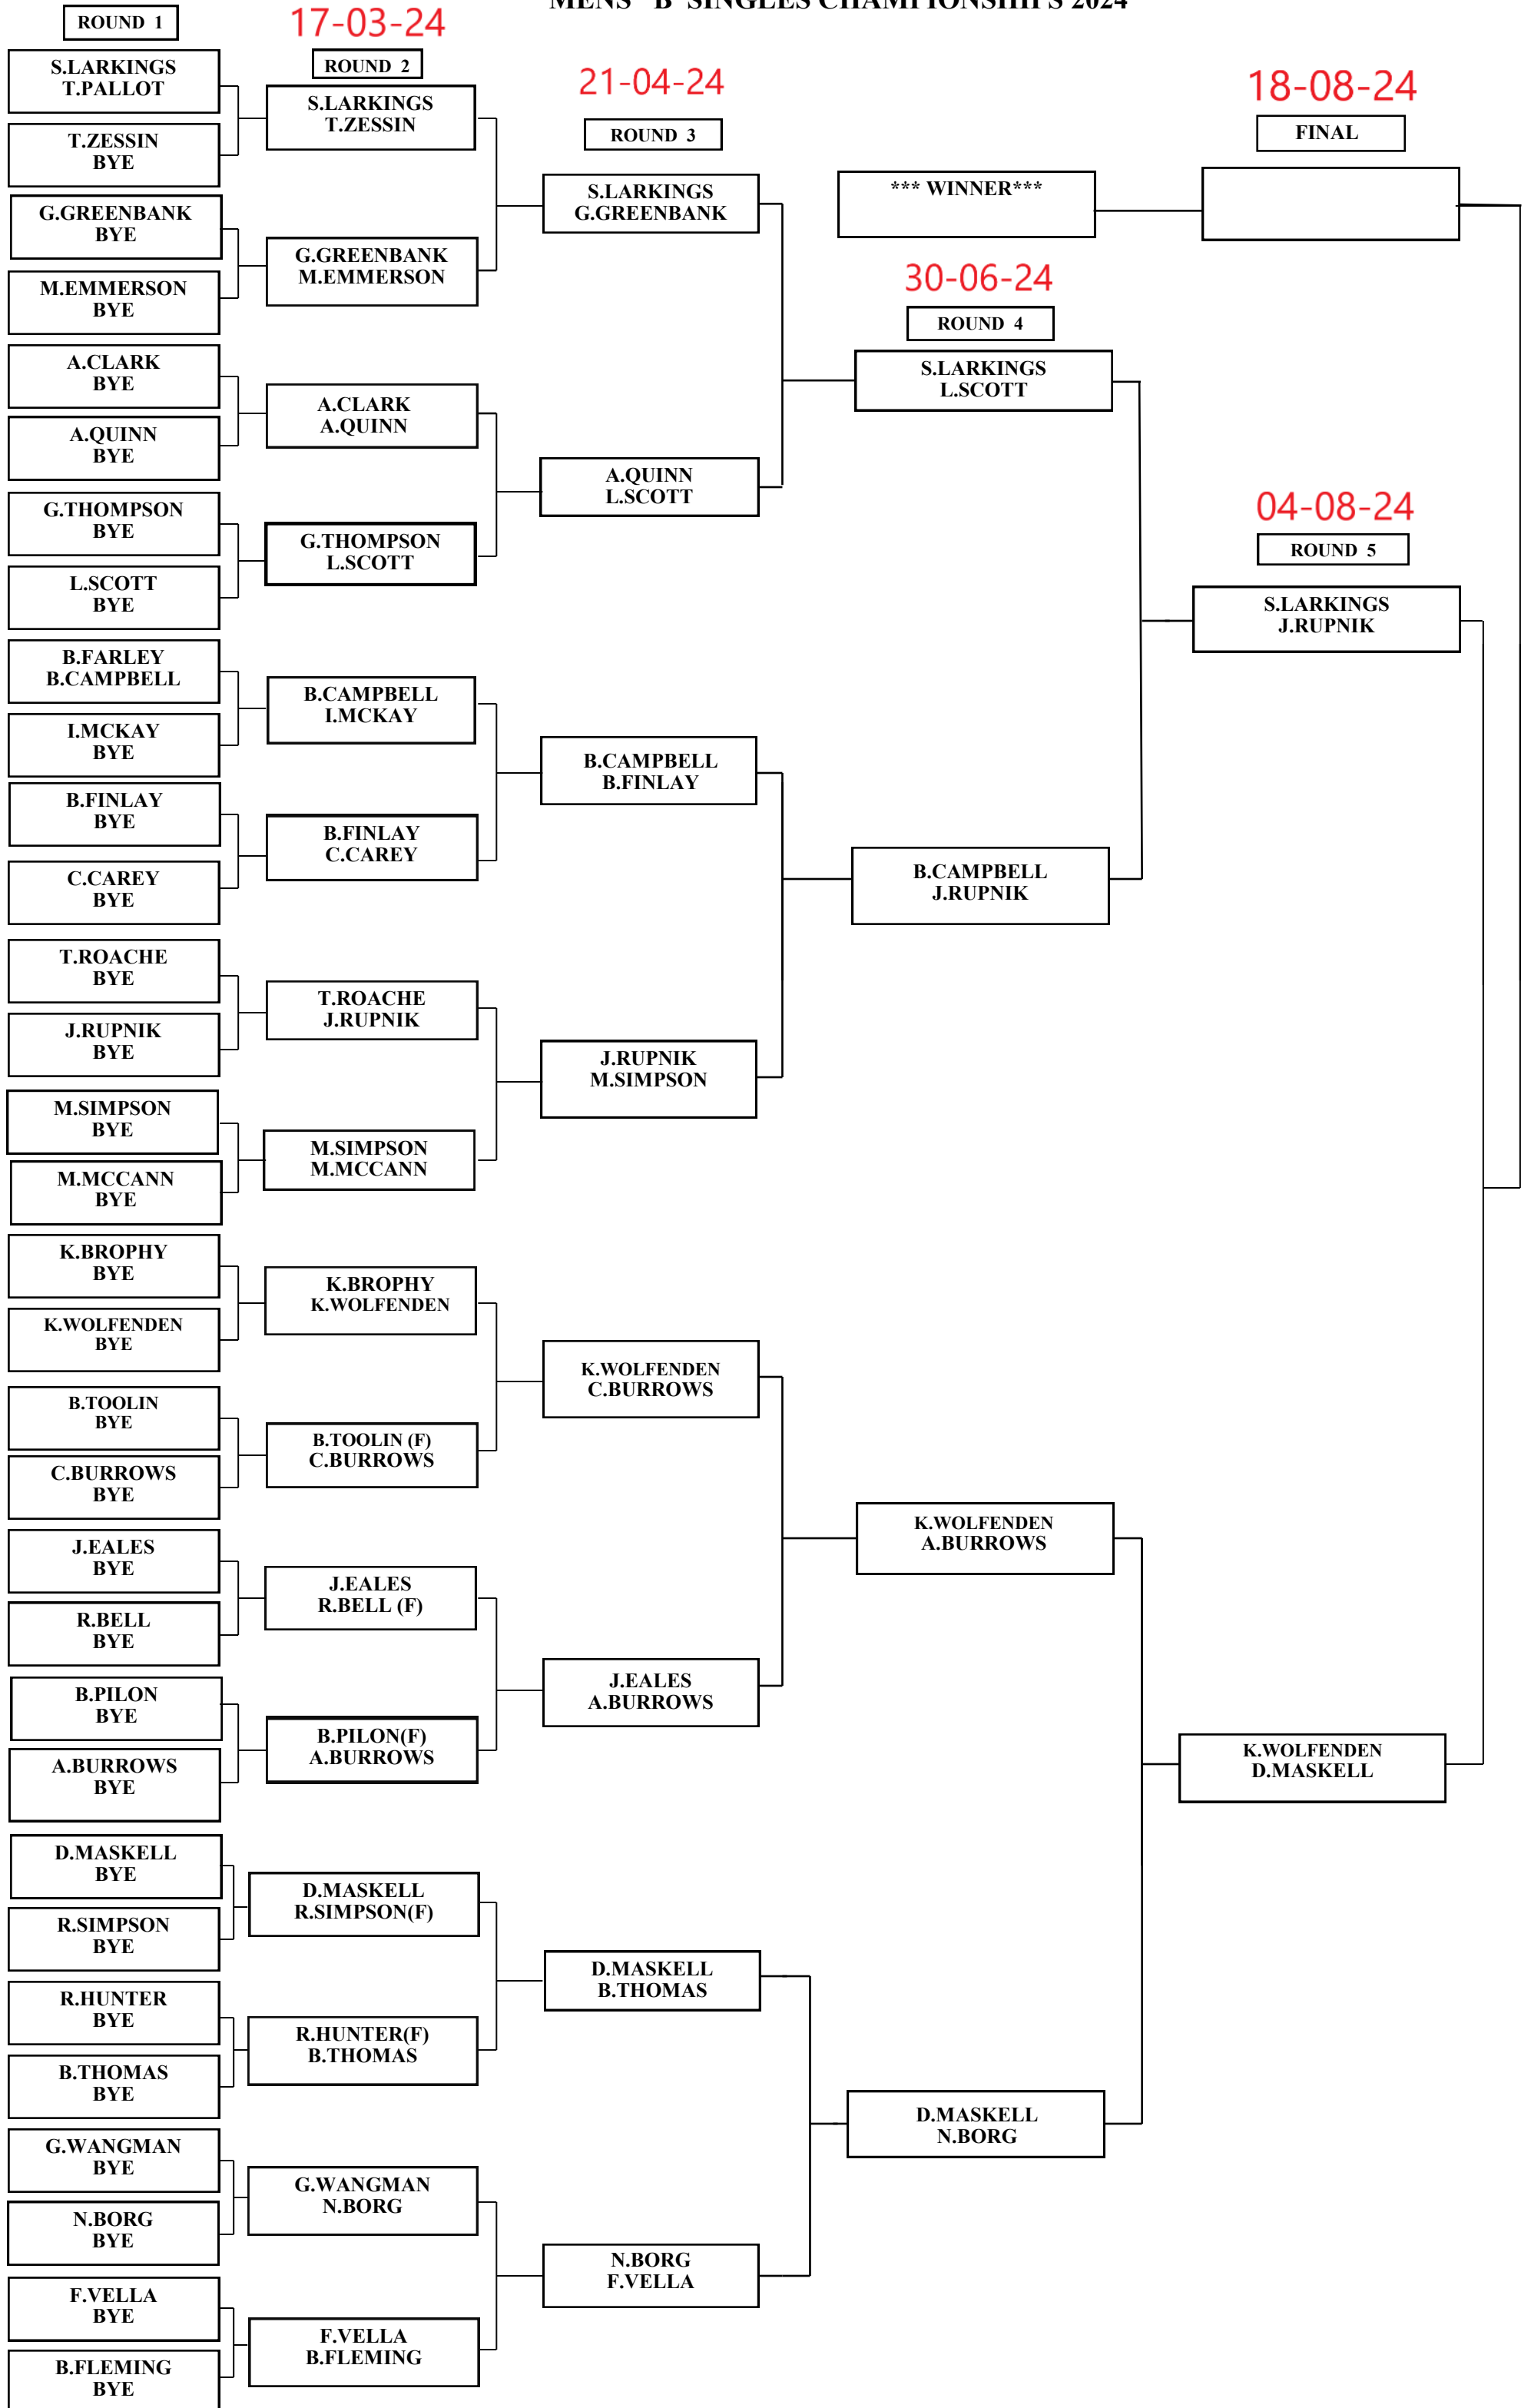 MENS "B" SINGLES CHAMPIONSHIPS 2024
ROUND 1
S.LARKINGS
T.PALLOT
T.ZESSIN
BYE
G.GREENBANK
BYE
M.EMMERSON
BYE
A.CLARK
BYE
A.QUINN
BYE
G.THOMPSON
BYE
L.SCOTT
BYE
B.FARLEY
B.CAMPBELL
I.MCKAY
BYE
B.FINLAY
BYE
C.CAREY
BYE
T.ROACHE
BYE
J.RUPNIK
BYE
M.SIMPSON
BYE
M.MCCANN
BYE
K.BROPHY
BYE
K.WOLFENDEN
BYE
B.TOOLIN
BYE
C.BURROWS
BYE
J.EALES
BYE
R.BELL
BYE
B.PILON
BYE
A.BURROWS
BYE
D.MASKELL
BYE
R.SIMPSON
BYE
R.HUNTER
BYE
B.THOMAS
BYE
G.WANGMAN
BYE
N.BORG
BYE
F.VELLA
BYE
B.FLEMING
BYE
17-03-24
ROUND 2
S.LARKINGS
T.ZESSIN
G.GREENBANK
M.EMMERSON
A.CLARK
A.QUINN
G.THOMPSON
L.SCOTT
B.CAMPBELL
I.MCKAY
B.FINLAY
C.CAREY
T.ROACHE
J.RUPNIK
M.SIMPSON
M.MCCANN
K.BROPHY
K.WOLFENDEN
B.TOOLIN (F)
C.BURROWS
J.EALES
R.BELL (F)
B.PILON(F)
A.BURROWS
D.MASKELL
R.SIMPSON(F)
R.HUNTER(F)
B.THOMAS
G.WANGMAN
N.BORG
F.VELLA
B.FLEMING
21-04-24
ROUND 3
S.LARKINGS
G.GREENBANK
A.QUINN
L.SCOTT
B.CAMPBELL
B.FINLAY
J.RUPNIK
M.SIMPSON
K.WOLFENDEN
C.BURROWS
J.EALES
A.BURROWS
D.MASKELL
B.THOMAS
N.BORG
F.VELLA
*** WINNER***
30-06-24
ROUND 4
S.LARKINGS
L.SCOTT
B.CAMPBELL
J.RUPNIK
K.WOLFENDEN
A.BURROWS
D.MASKELL
N.BORG
18-08-24
FINAL
04-08-24
ROUND 5
S.LARKINGS
J.RUPNIK
K.WOLFENDEN
D.MASKELL